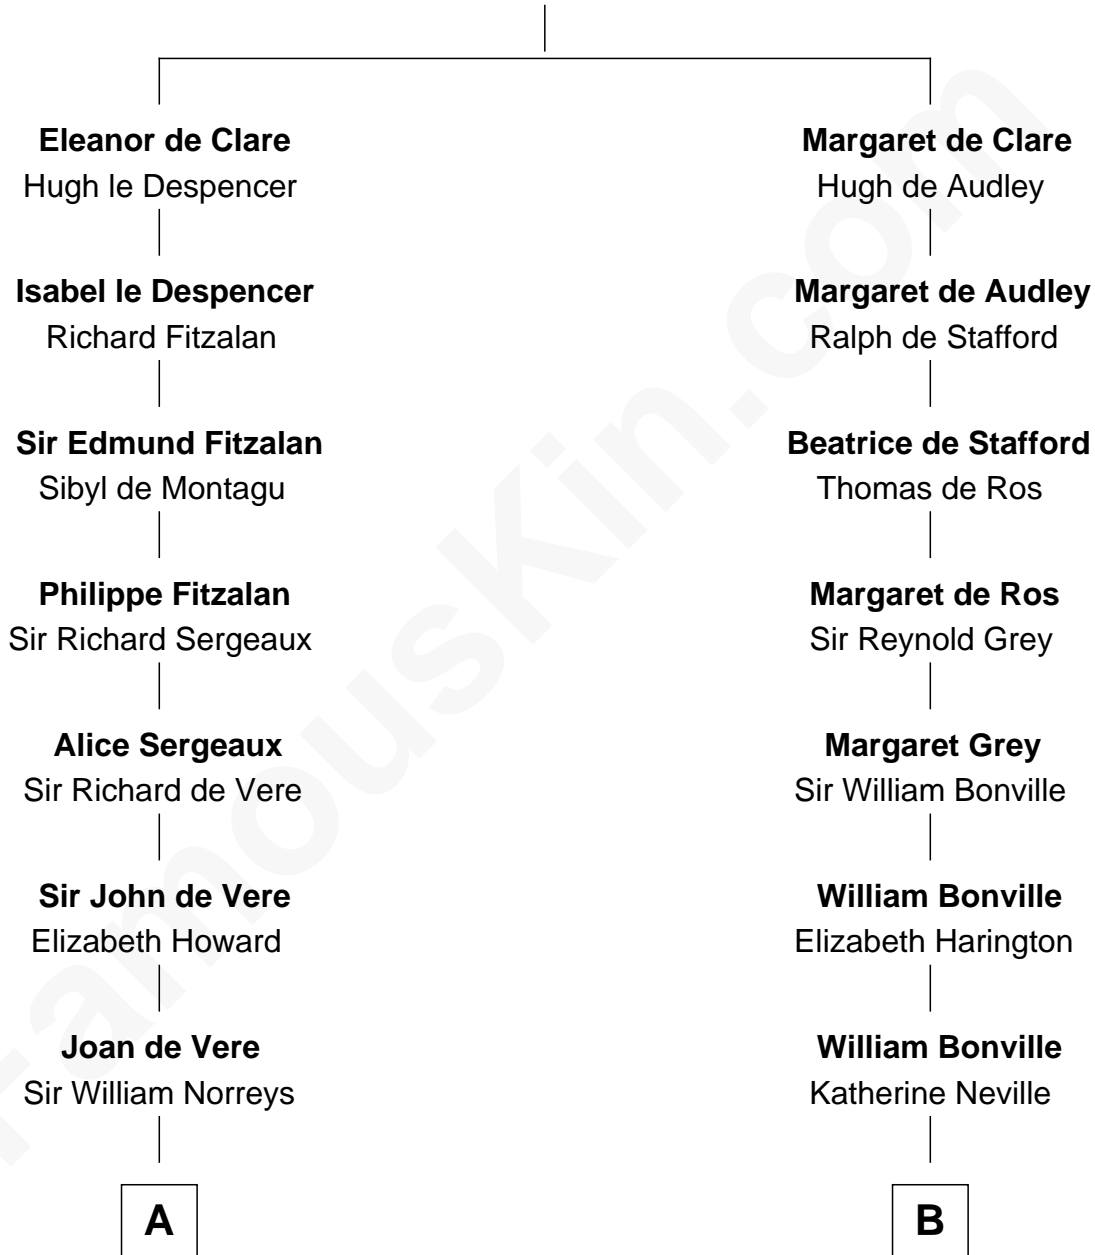 Eleanor de Clare
Hugh le Despencer
Isabel le Despencer
Richard Fitzalan
Sir Edmund Fitzalan
Sibyl de Montagu
Philippe Fitzalan
Sir Richard Sergeaux
Alice Sergeaux
Sir Richard de Vere
Sir John de Vere
Elizabeth Howard
Joan de Vere
Sir William Norreys
A
Margaret de Clare
Hugh de Audley
Margaret de Audley
Ralph de Stafford
Beatrice de Stafford
Thomas de Ros
Margaret de Ros
Sir Reynold Grey
Margaret Grey
Sir William Bonville
William Bonville
Elizabeth Harington
William Bonville
Katherine Neville
B
FamousKin.com